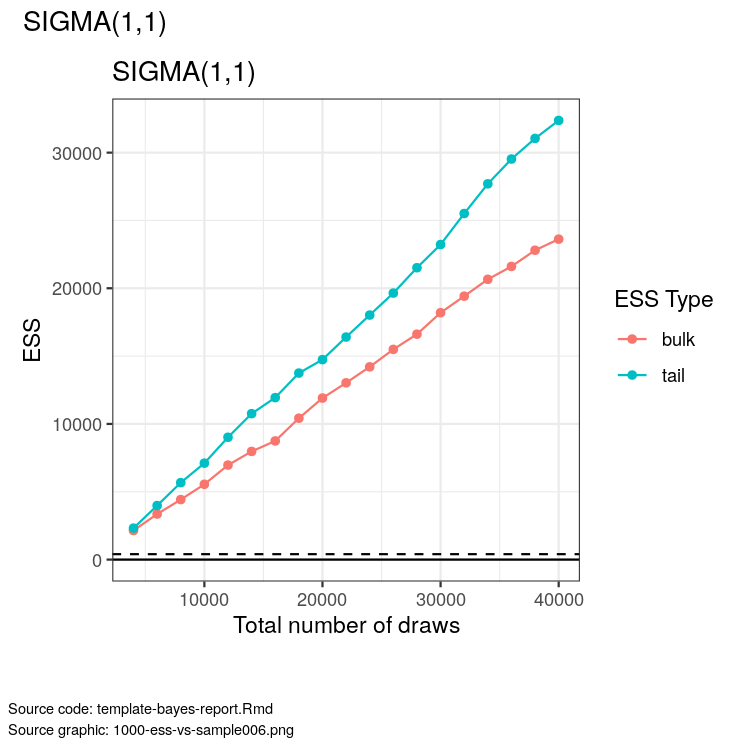 SIGMA(1,1)
SIGMA(1,1)
30000
20000
10000
0
ESS
10000 20000 30000 40000
Total number of draws
ESS Type
bulk
tail
Source code: template-bayes-report.Rmd
Source graphic: 1000-ess-vs-sample006.png